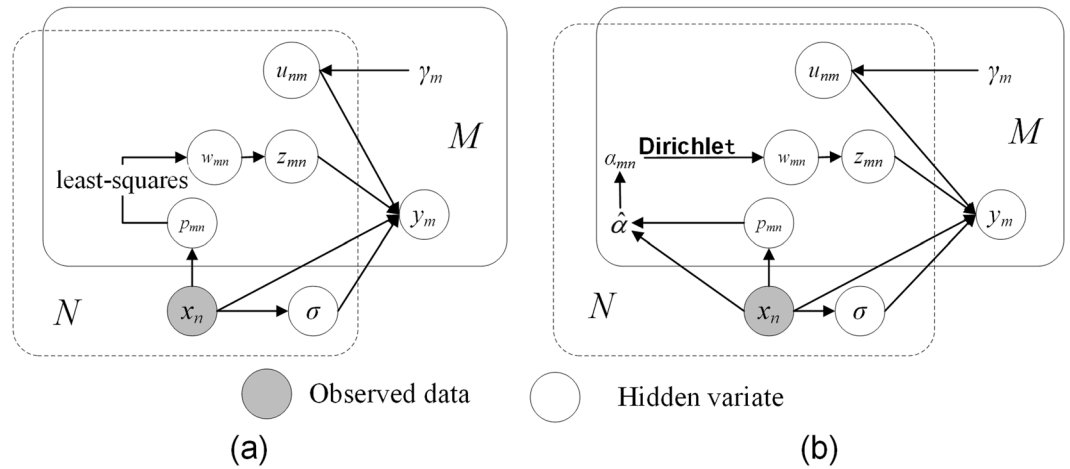 u_nm
γ_m
M
w_mn
z_mn
least-squares
p_mn
y_m
N
x_n
σ
u_nm
γ_m
M
Dirichlet
α_mn
w_mn
z_mn
α̂
p_mn
y_m
N
x_n
σ
Observed data
Hidden variate
(a)
(b)